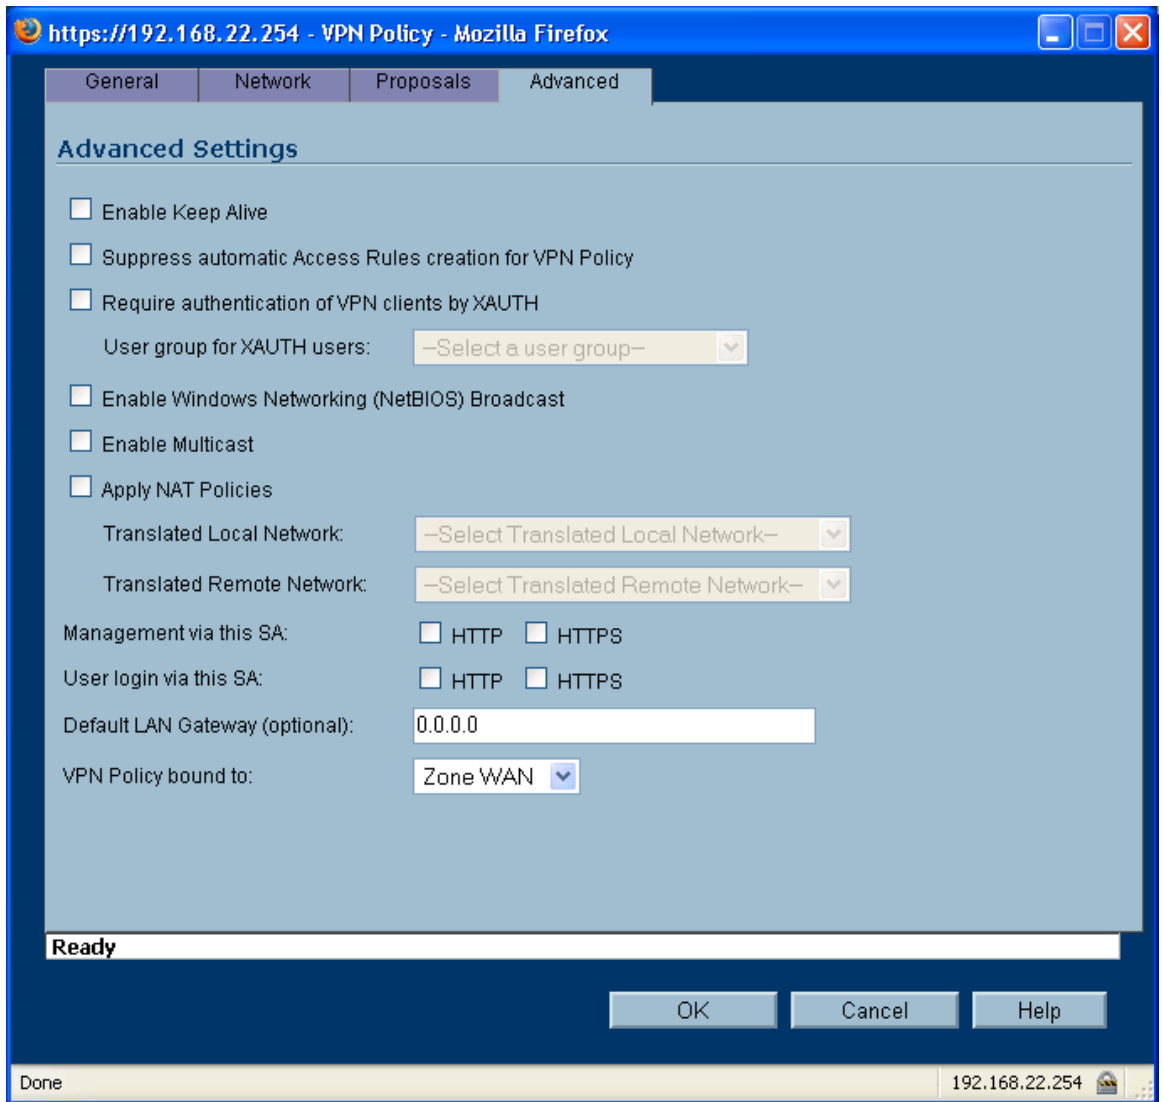 https://192.168.22.254 - VPN Policy - Mozilla Firefox
General Network Proposals Advanced
Advanced Settings
Enable Keep Alive
Suppress automatic Access Rules creation for VPN Policy
Require authentication of VPN clients by XAUTH
User group for XAUTH users: --Select a user group--
Enable Windows Networking (NetBIOS) Broadcast
Enable Multicast
Apply NAT Policies
Translated Local Network: --Select Translated Local Network--
Translated Remote Network: --Select Translated Remote Network--
Management via this SA: HTTP HTTPS
User login via this SA: HTTP HTTPS
Default LAN Gateway (optional): 0.0.0.0
VPN Policy bound to: Zone WAN
Ready
OK Cancel Help
Done 192.168.22.254